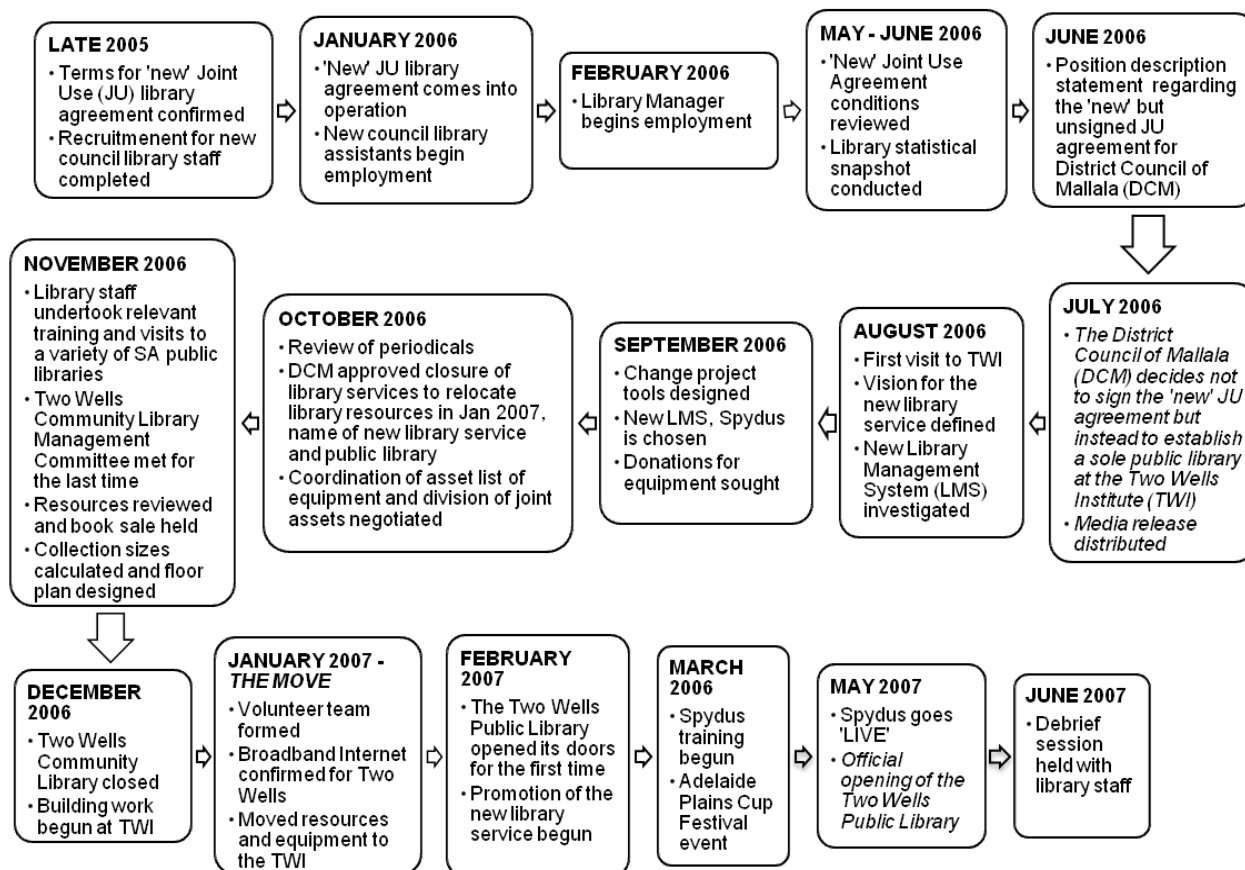 LATE 2005
• Terms for 'new' Joint
Use (JU) library
agreement confirmed
• Recruitmenent for new
council library staff
completed
JANUARY 2006
• 'New' JU library
agreement comes into
operation
• New council library
assistants begin
employment
FEBRUARY 2006
• Library Manager
begins employment
MAY - JUNE 2006
• 'New' Joint Use
Agreement
conditions
reviewed
• Library statistical
snapshot
conducted
JUNE 2006
• Position description
statement regarding
the 'new' but
unsigned JU
agreement for
District Council of
Mallala (DCM)
JULY 2006
• The District
Council of Mallala
(DCM) decides not
to sign the 'new' JU
agreement but
instead to establish
a sole public library
at the Two Wells
Institute (TWI)
• Media release
distributed
AUGUST 2006
• First visit to TWI
• Vision for the
new library
service defined
• New Library
Management
System (LMS)
investigated
SEPTEMBER 2006
• Change project
tools designed
• New LMS, Spydus
is chosen
• Donations for
equipment sought
OCTOBER 2006
• Review of periodicals
• DCM approved closure of
library services to relocate
library resources in Jan 2007,
name of new library service
and public library
• Coordination of asset list of
equipment and division of joint
assets negotiated
NOVEMBER 2006
• Library staff
undertook relevant
training and visits to
a variety of SA public
libraries
• Two Wells
Community Library
Management
Committee met for
the last time
• Resources reviewed
and book sale held
• Collection sizes
calculated and floor
plan designed
DECEMBER
2006
• Two Wells
Community
Library closed
• Building work
begun at TWI
JANUARY 2007 -
THE MOVE
• Volunteer team
formed
• Broadband Internet
confirmed for Two
Wells
• Moved resources
and equipment to
the TWI
FEBRUARY
2007
• The Two Wells
Public Library
opened its doors
for the first time
• Promotion of the
new library
service begun
MARCH
2006
• Spydus
training
begun
• Adelaide
Plains Cup
Festival
event
MAY 2007
• Spydus goes
'LIVE'
• Official
opening of the
Two Wells
Public Library
JUNE 2007
• Debrief
session
held with
library staff